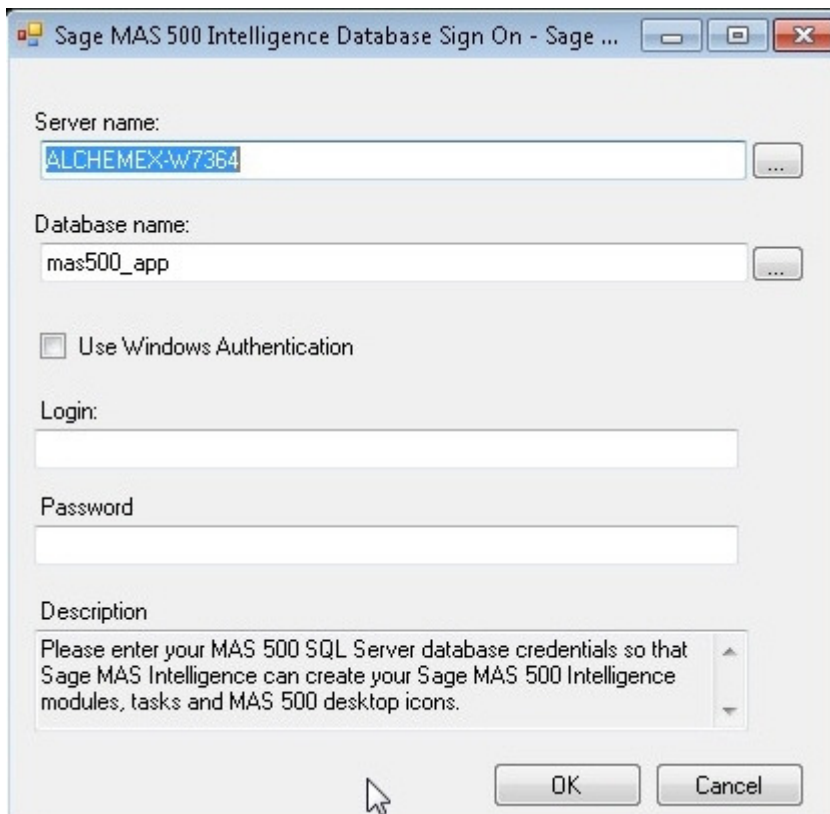 Sage MAS 500 Intelligence Database Sign On - Sage ...
Server name:
ALCHEMEX-W7364
...
Database name:
mas500_app
...
Use Windows Authentication
Login:
Password
Description
Please enter your MAS 500 SQL Server database credentials so that
Sage MAS Intelligence can create your Sage MAS 500 Intelligence
modules, tasks and MAS 500 desktop icons.
OK Cancel